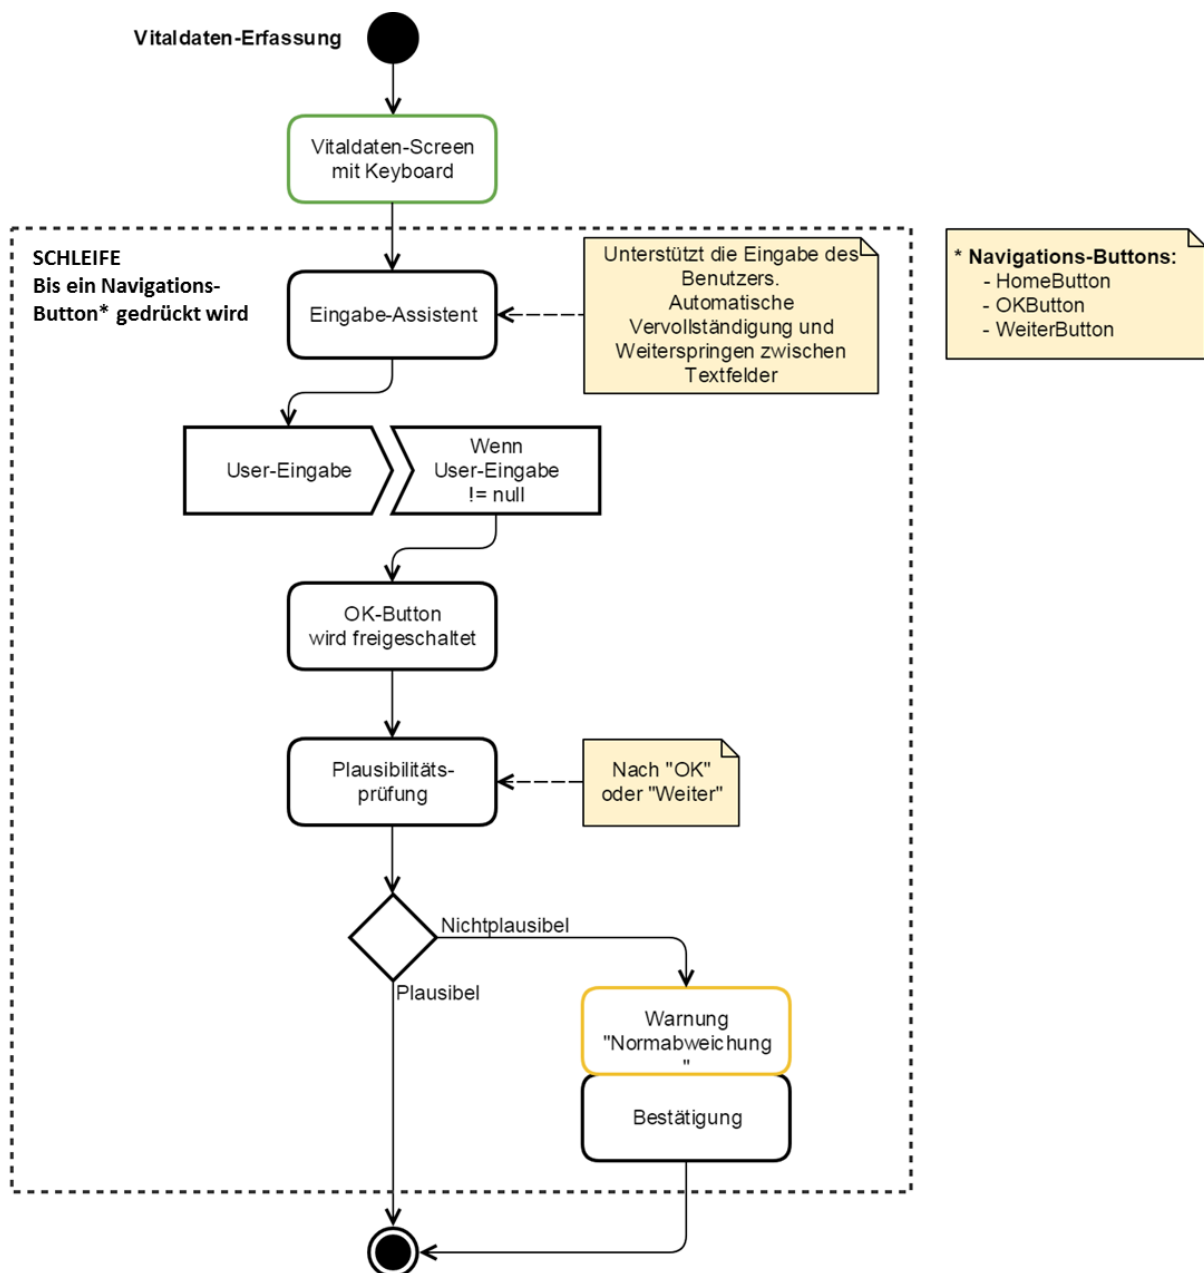 Vitaldaten-Erfassung
Vitaldaten-Screen
mit Keyboard
SCHLEIFE
Bis ein Navigations-
Button* gedrückt wird
Unterstützt die Eingabe des
Benutzers.
Automatische
Vervollständigung und
Weiterspringen zwischen
Textfelder
* Navigations-Buttons:
- HomeButton
- OKButton
- WeiterButton
Eingabe-Assistent
User-Eingabe
Wenn
User-Eingabe
!= null
OK-Button
wird freigeschaltet
Plausibilitäts-
prüfung
Nach "OK"
oder "Weiter"
Nichtplausibel
Plausibel
Warnung
"Normabweichung
"
Bestätigung